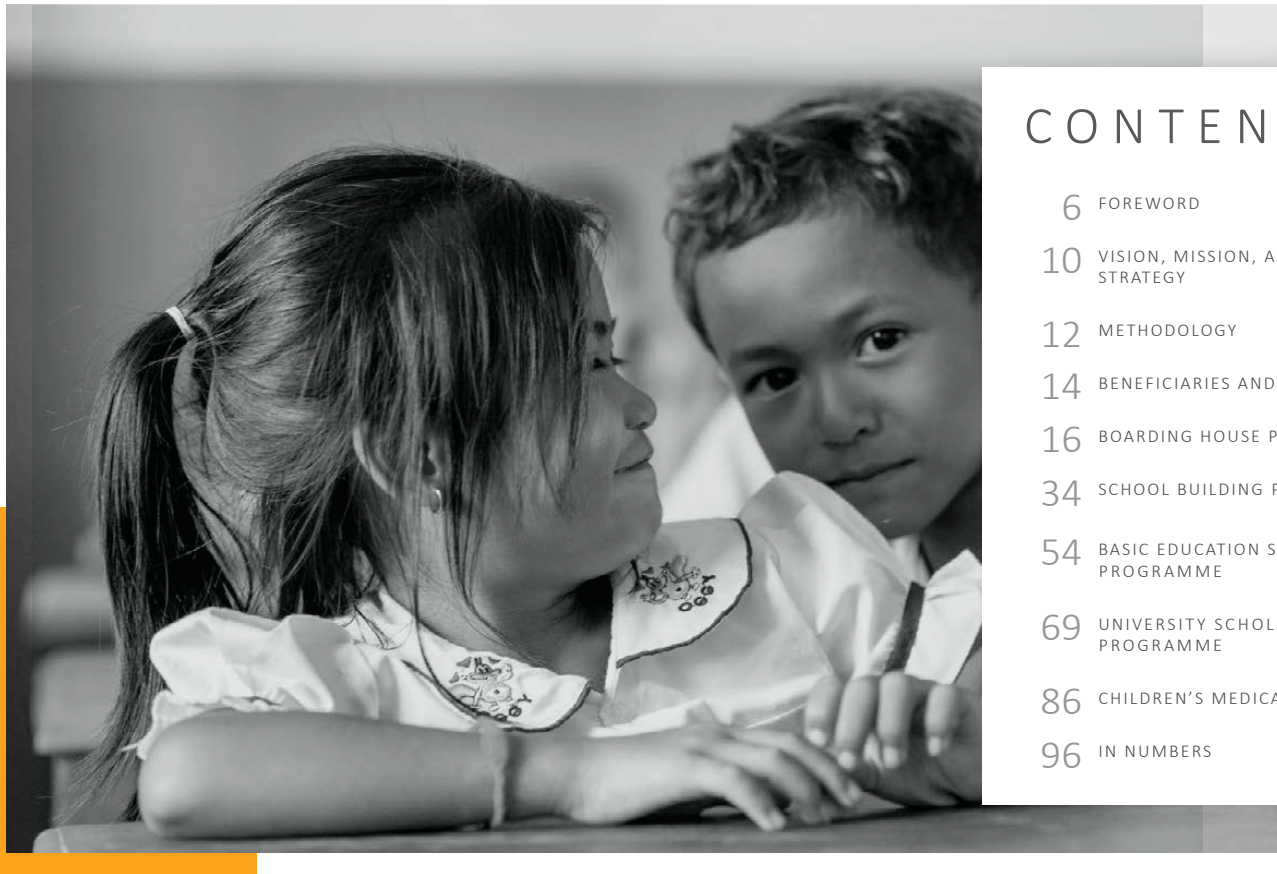 CONTEN
6 FOREWORD
10 VISION, MISSION, A
STRATEGY
12 METHODOLOGY
14 BENEFICIARIES AND
16 BOARDING HOUSE P
34 SCHOOL BUILDING P
54 BASIC EDUCATION S
PROGRAMME
69 UNIVERSITY SCHOL
PROGRAMME
86 CHILDREN’S MEDICA
96 IN NUMBERS